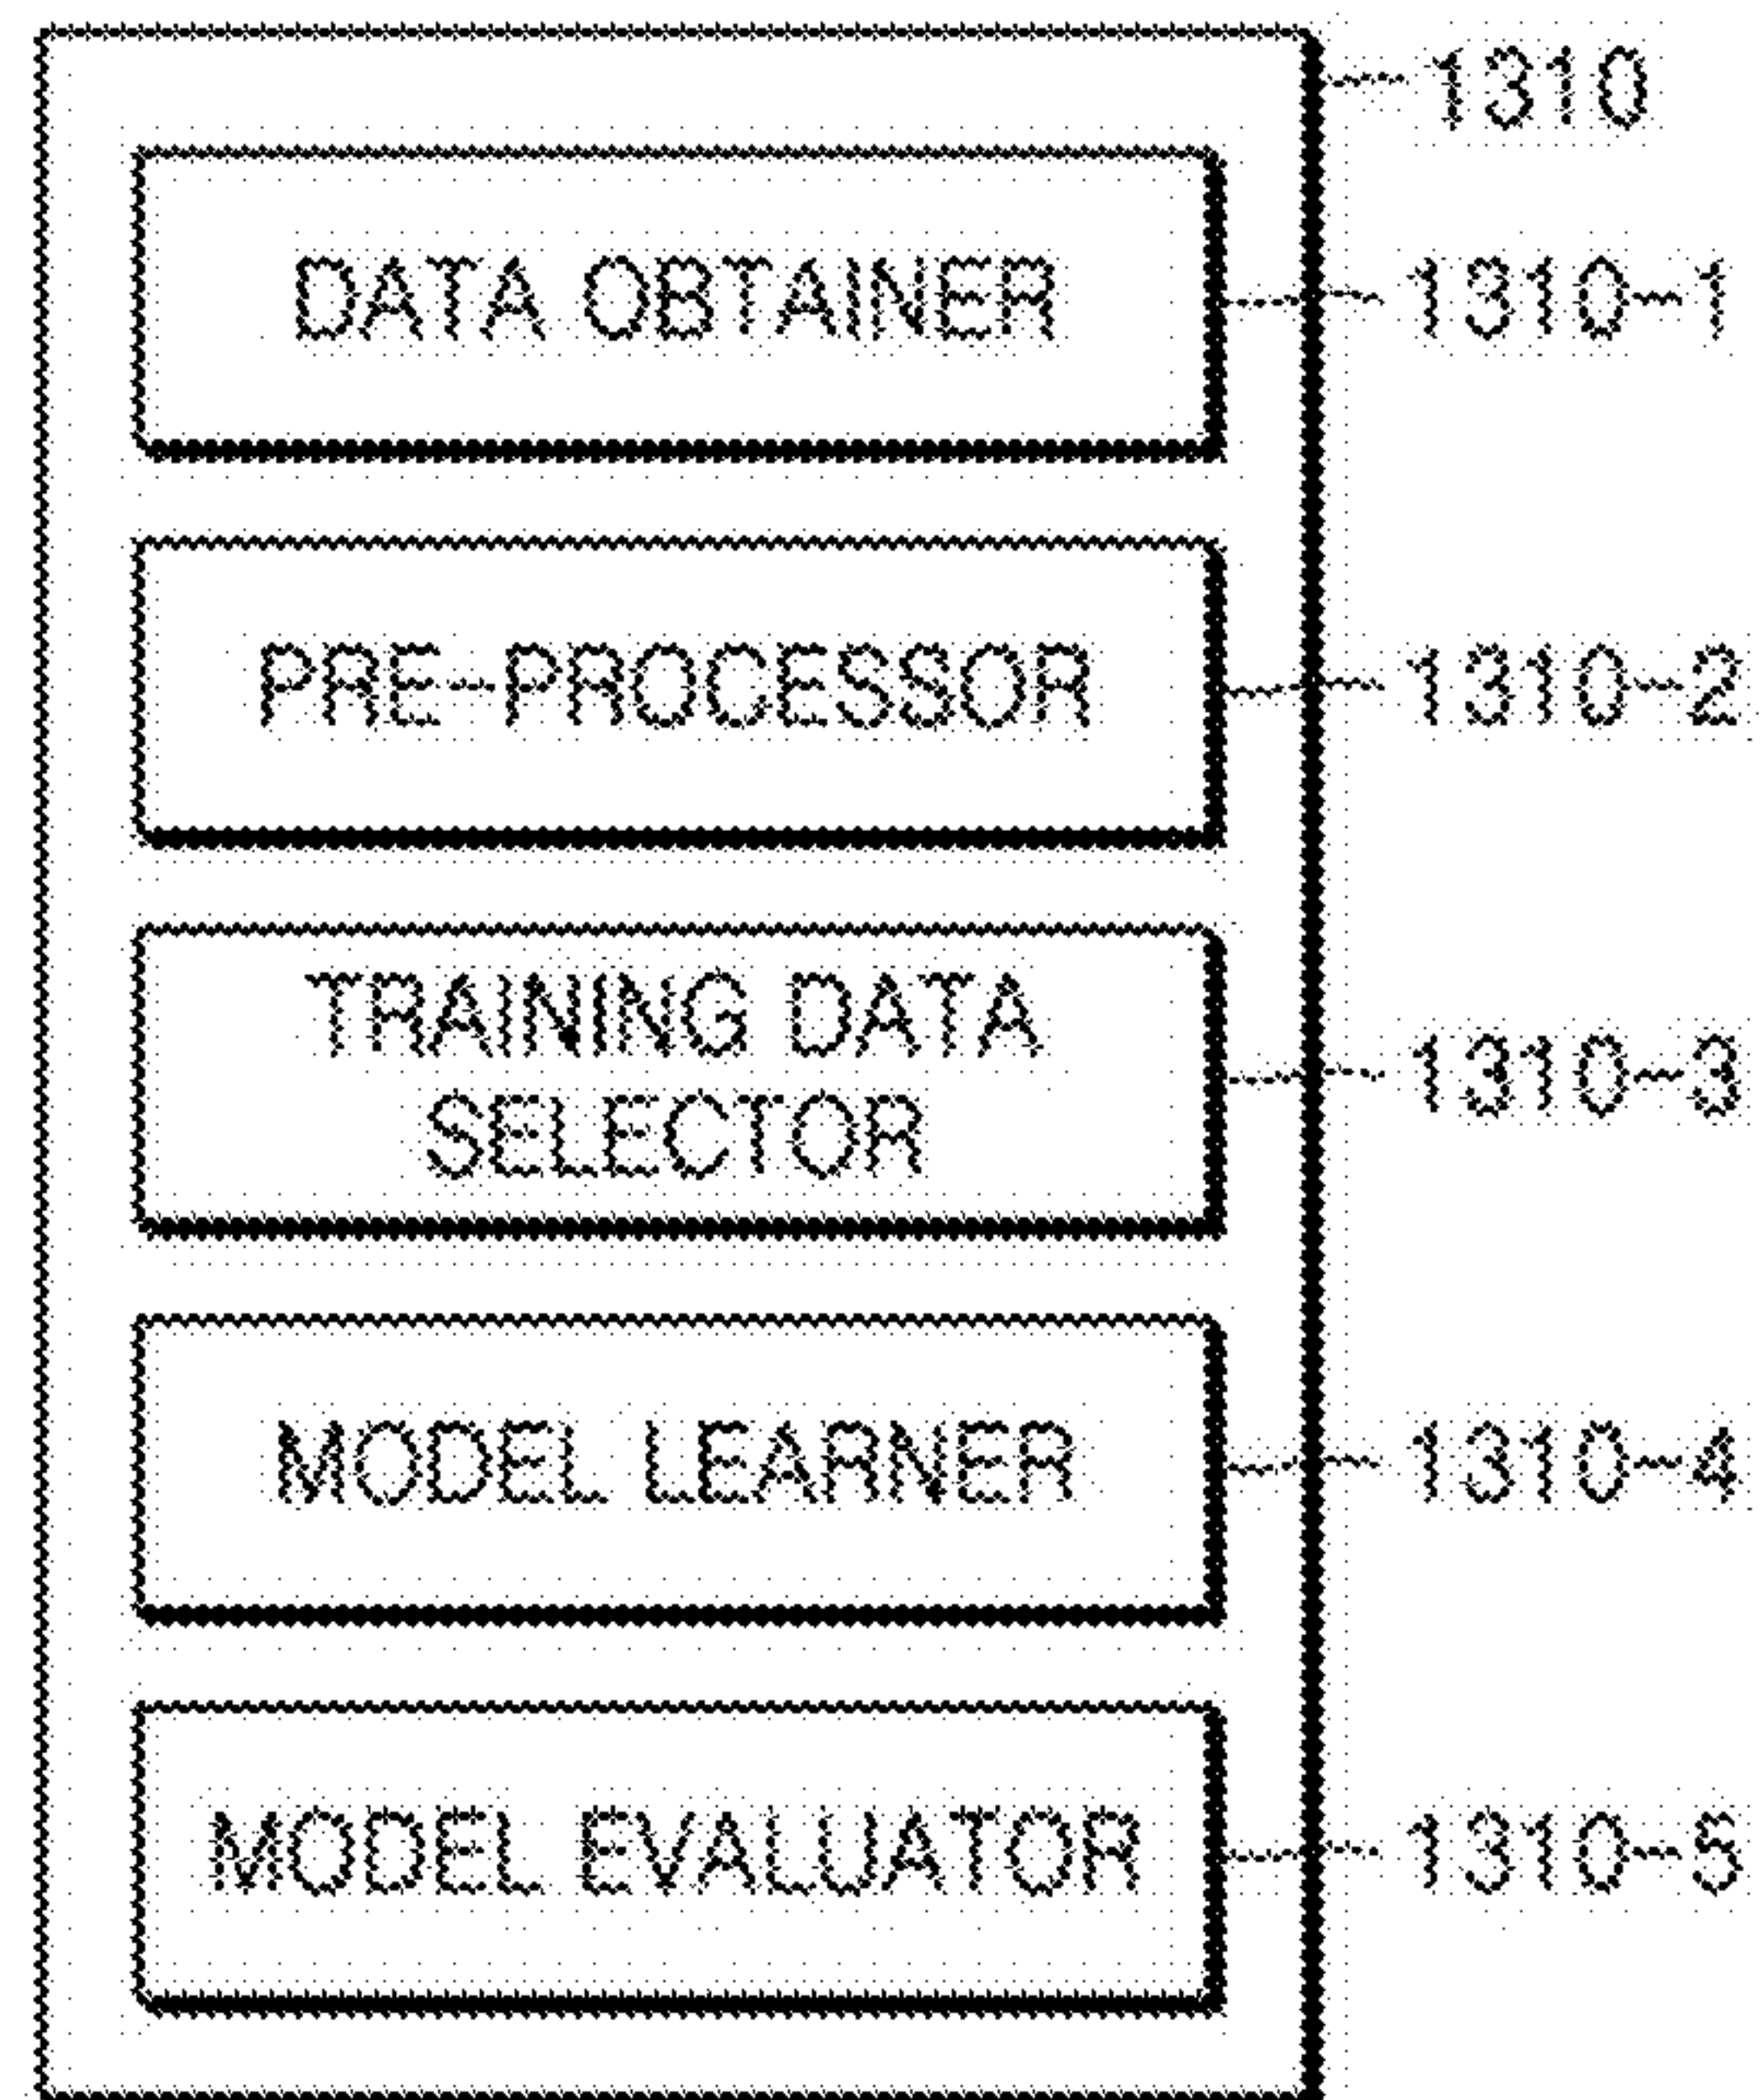 1310
DATA OBTAINER
1310-1
PRE-PROCESSOR
1310-2
TRAINING DATA
SELECTOR
1310-3
MODEL LEARNER
1310-4
MODEL EVALUATOR
1310-5